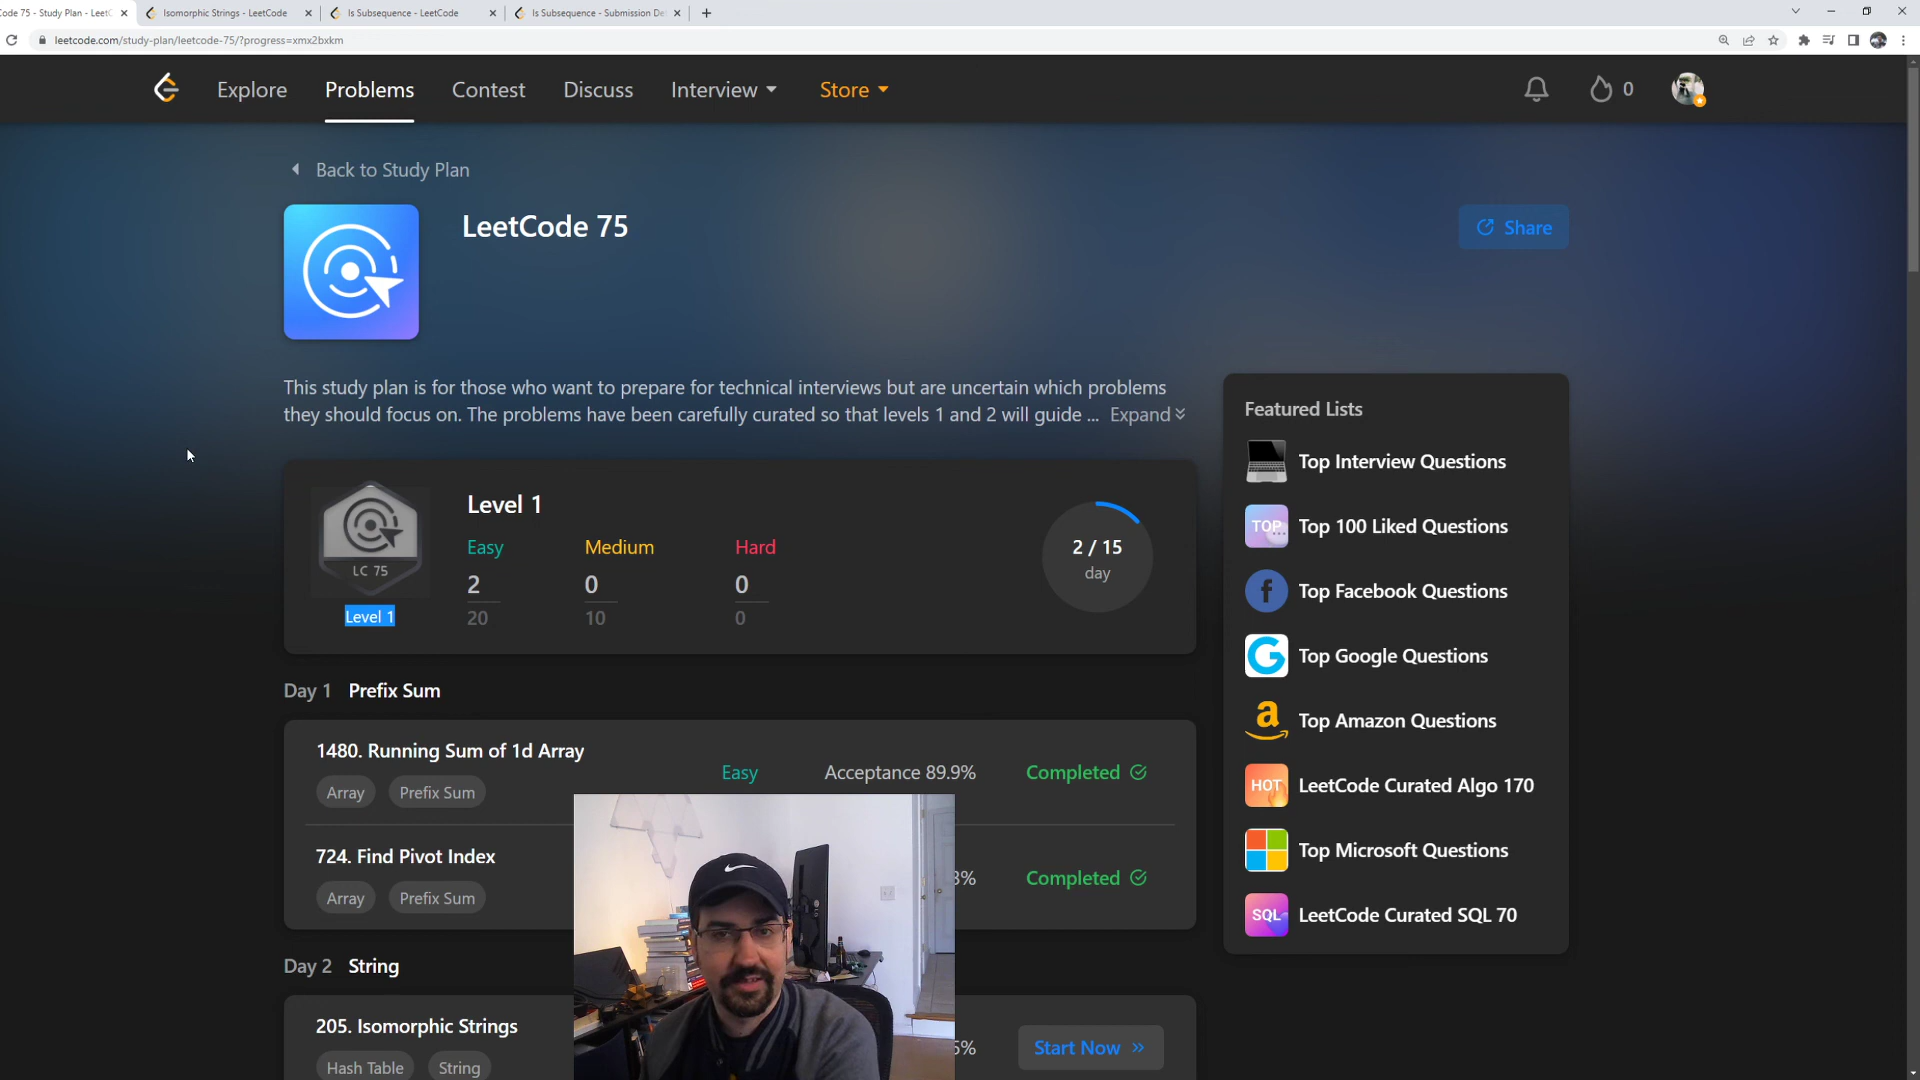 Code 75 - Study Plan - LeetC
Isomorphic Strings - LeetCode
Is Subsequence - LeetCode
Is Subsequence - Submission De
leetcode.com/study-plan/leetcode-75/?progress=xmx2bxkm
Explore
Problems
Contest
Discuss
Interview
Store
0
Back to Study Plan
LeetCode 75
Share
This study plan is for those who want to prepare for technical interviews but are uncertain which problems
they should focus on. The problems have been carefully curated so that levels 1 and 2 will guide ... Expand
LC 75
Level 1
Level 1
Easy
2
20
Medium
0
10
Hard
0
0
2 / 15
day
Day 1 Prefix Sum
1480. Running Sum of 1d Array
Array
Prefix Sum
Easy
Acceptance 89.9%
Completed
724. Find Pivot Index
Array
Prefix Sum
3%
Completed
Day 2 String
205. Isomorphic Strings
Hash Table
String
5%
Start Now
Featured Lists
Top Interview Questions
TOP
Top 100 Liked Questions
Top Facebook Questions
Top Google Questions
Top Amazon Questions
HOT
LeetCode Curated Algo 170
Top Microsoft Questions
SQL
LeetCode Curated SQL 70